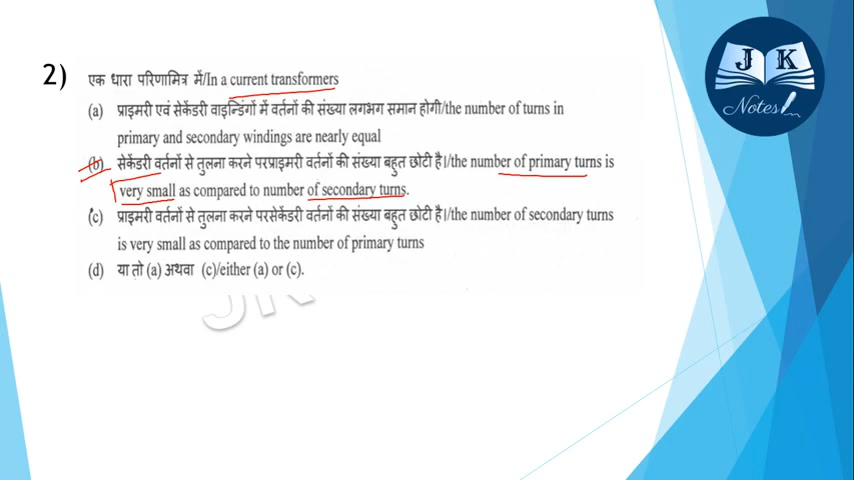 2)
एक धारा परिणामित्र में/In a current transformers
(a) प्राइमरी एवं सेकेंडरी वाइन्डिंगों में वर्तनों की संख्या लगभग समान होगी/the number of turns in
primary and secondary windings are nearly equal
(b) सेकेंडरी वर्तनों से तुलना करने परप्राइमरी वर्तनों की संख्या बहुत छोटी है।/the number of primary turns is
very small as compared to number of secondary turns.
(c) प्राइमरी वर्तनों से तुलना करने परसेकेंडरी वर्तनों की संख्या बहुत छोटी है।/the number of secondary turns
is very small as compared to the number of primary turns
(d) या तो (a) अथवा (c)/either (a) or (c).
JK
J K
Notes